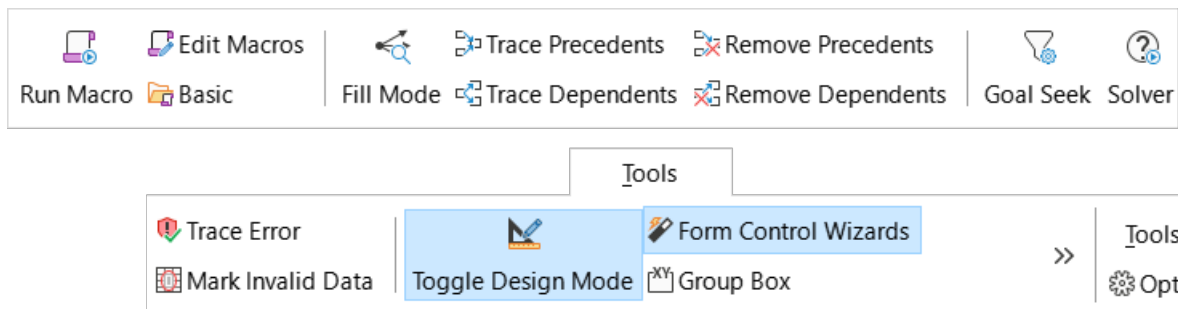 Edit Macros Trace Precedents Remove Precedents
Run Macro Basic Fill Mode Trace Dependents Remove Dependents Goal Seek Solver
Tools
Trace Error Form Control Wizards
Mark Invalid Data Toggle Design Mode XY Group Box
Tools
Opt